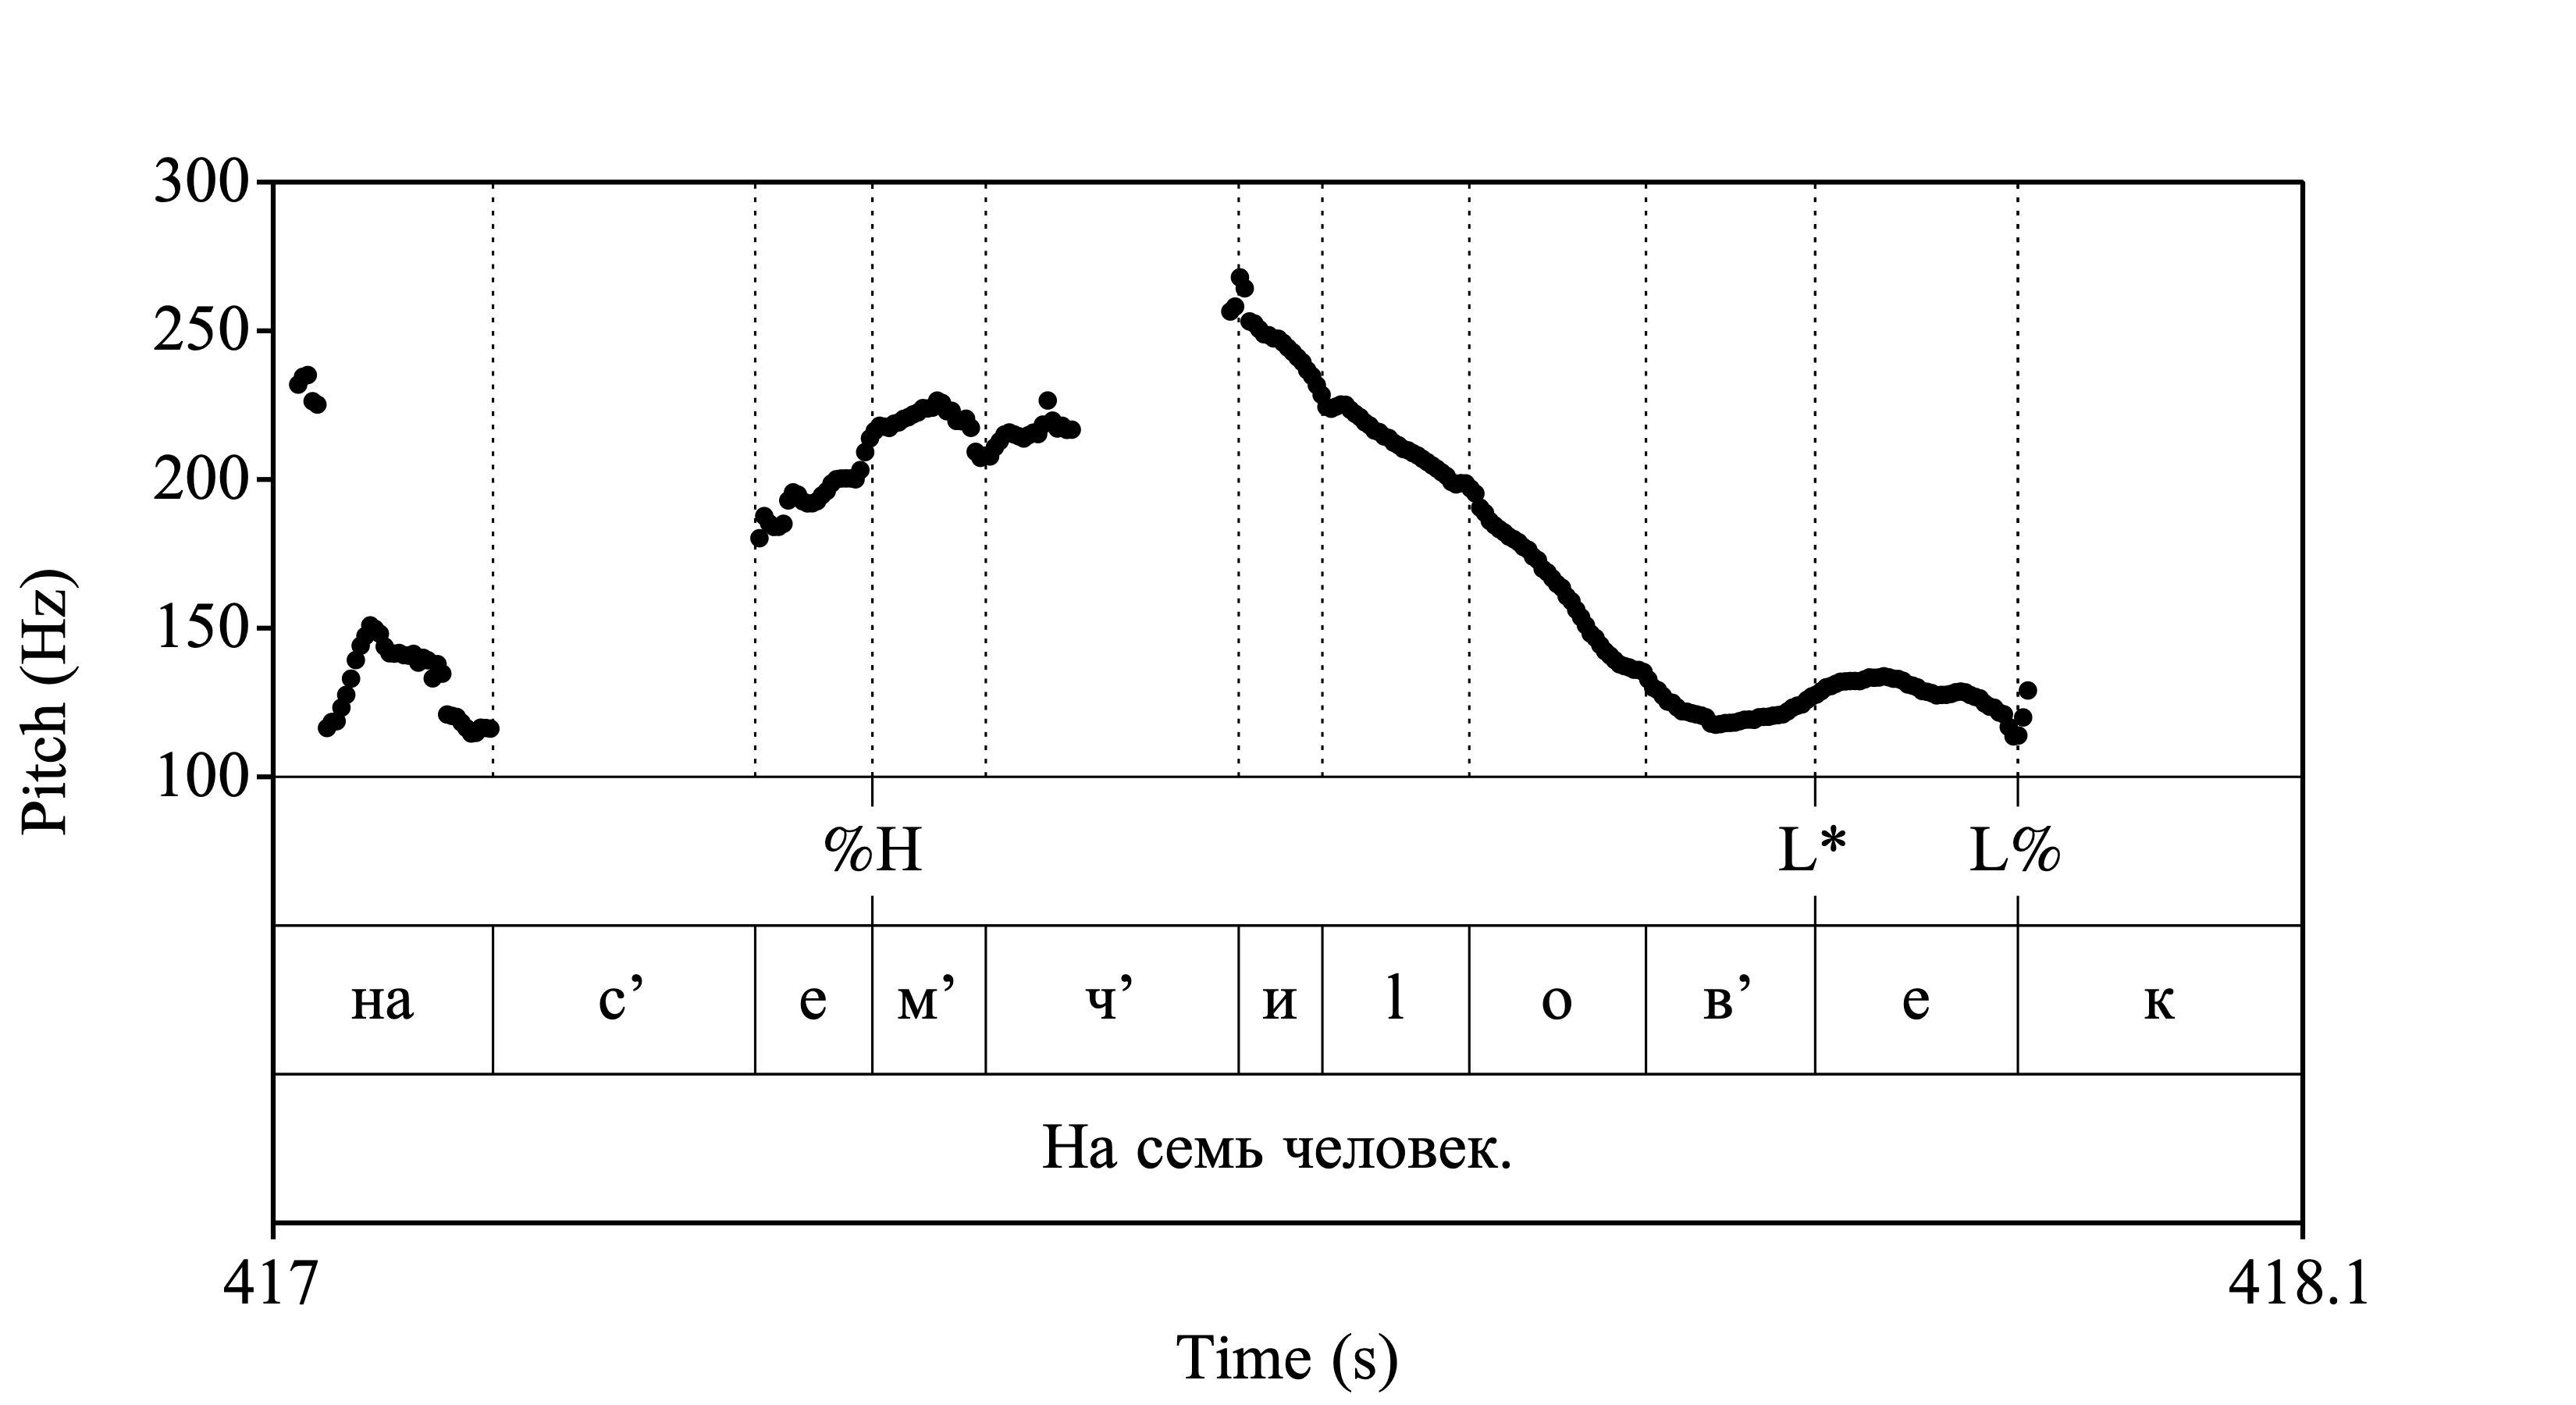 300
250
200
150
100
Pitch (Hz)
%H L* L%
на с’ е м’ ч’ и l о в’ е к
На семь человек.
417 418.1
Time (s)